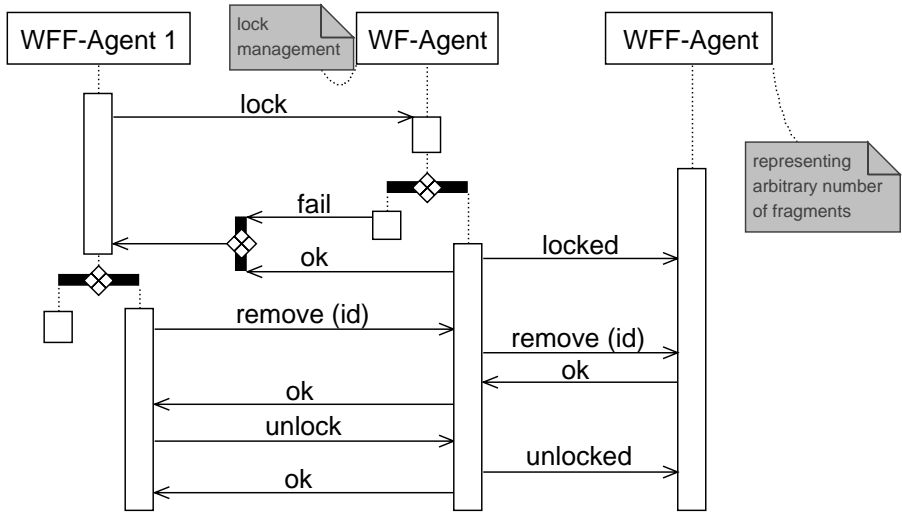 WFF-Agent 1
lock
management
WF-Agent
WFF-Agent
lock
representing
arbitrary number
of fragments
fail
ok
locked
remove (id)
remove (id)
ok
ok
unlock
unlocked
ok